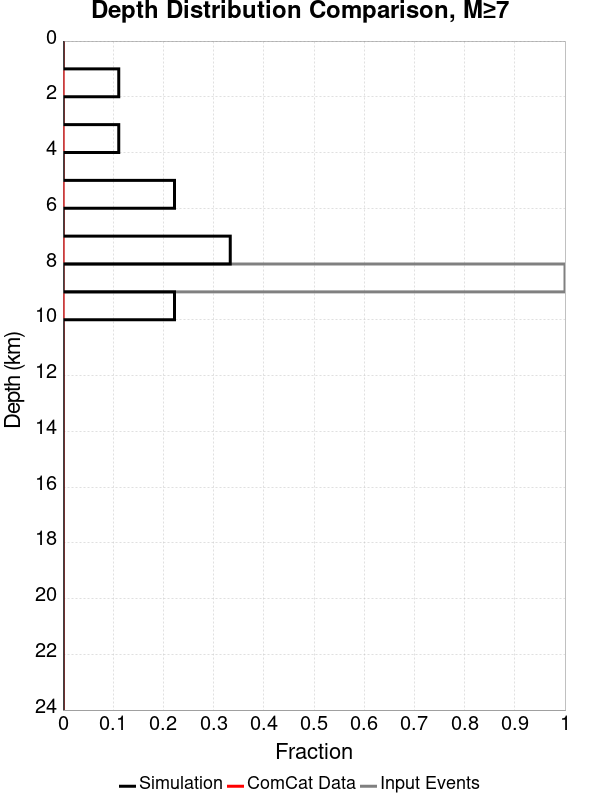 Depth Distribution Comparison, M≥7
0
2
4
6
8
10
12
14
16
18
20
22
24
Depth (km)
0 0.1 0.2 0.3 0.4 0.5 0.6 0.7 0.8 0.9 1
Fraction
Simulation ComCat Data Input Events